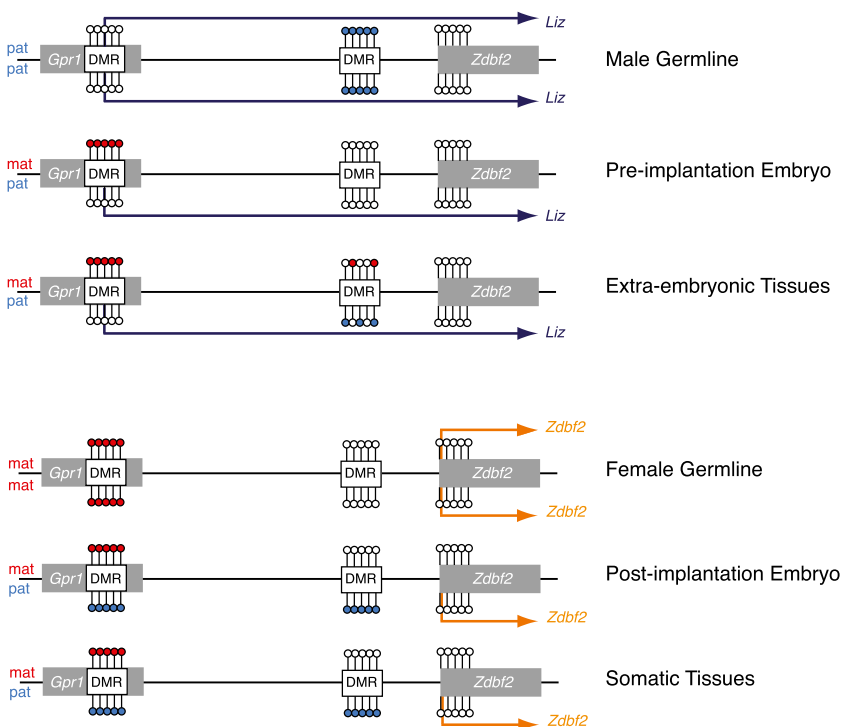 Liz
pat
Gpr1 DMR DMR Zdbf2 Male Germline
pat
Liz
mat
Gpr1 DMR DMR Zdbf2 Pre-implantation Embryo
pat
Liz
mat
Gpr1 DMR DMR Zdbf2 Extra-embryonic Tissues
pat
Liz
Zdbf2
mat
Gpr1 DMR DMR Zdbf2 Female Germline
mat
Zdbf2
mat
Gpr1 DMR DMR Zdbf2 Post-implantation Embryo
pat
Zdbf2
mat
Gpr1 DMR DMR Zdbf2 Somatic Tissues
pat
Zdbf2